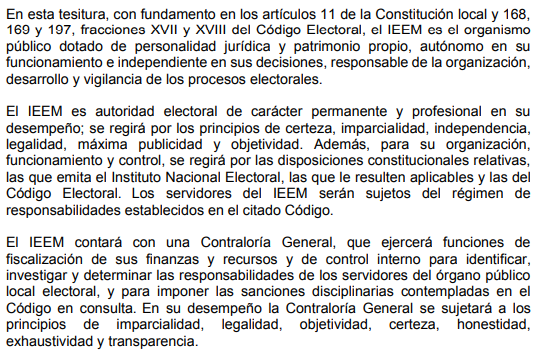 En esta tesitura, con fundamento en los artículos 11 de la Constitución local y 168,
169 y 197, fracciones XVII y XVIII del Código Electoral, el IEEM es el organismo
público dotado de personalidad jurídica y patrimonio propio, autónomo en su
funcionamiento e independiente en sus decisiones, responsable de la organización,
desarrollo y vigilancia de los procesos electorales.
El IEEM es autoridad electoral de carácter permanente y profesional en su
desempeño; se regirá por los principios de certeza, imparcialidad, independencia,
legalidad, máxima publicidad y objetividad. Además, para su organización,
funcionamiento y control, se regirá por las disposiciones constitucionales relativas,
las que emita el Instituto Nacional Electoral, las que le resulten aplicables y las del
Código Electoral. Los servidores del IEEM serán sujetos del régimen de
responsabilidades establecidos en el citado Código.
El IEEM contará con una Contraloría General, que ejercerá funciones de
fiscalización de sus finanzas y recursos y de control interno para identificar,
investigar y determinar las responsabilidades de los servidores del órgano público
local electoral, y para imponer las sanciones disciplinarias contempladas en el
Código en consulta. En su desempeño la Contraloría General se sujetará a los
principios de imparcialidad, legalidad, objetividad, certeza, honestidad,
exhaustividad y transparencia.